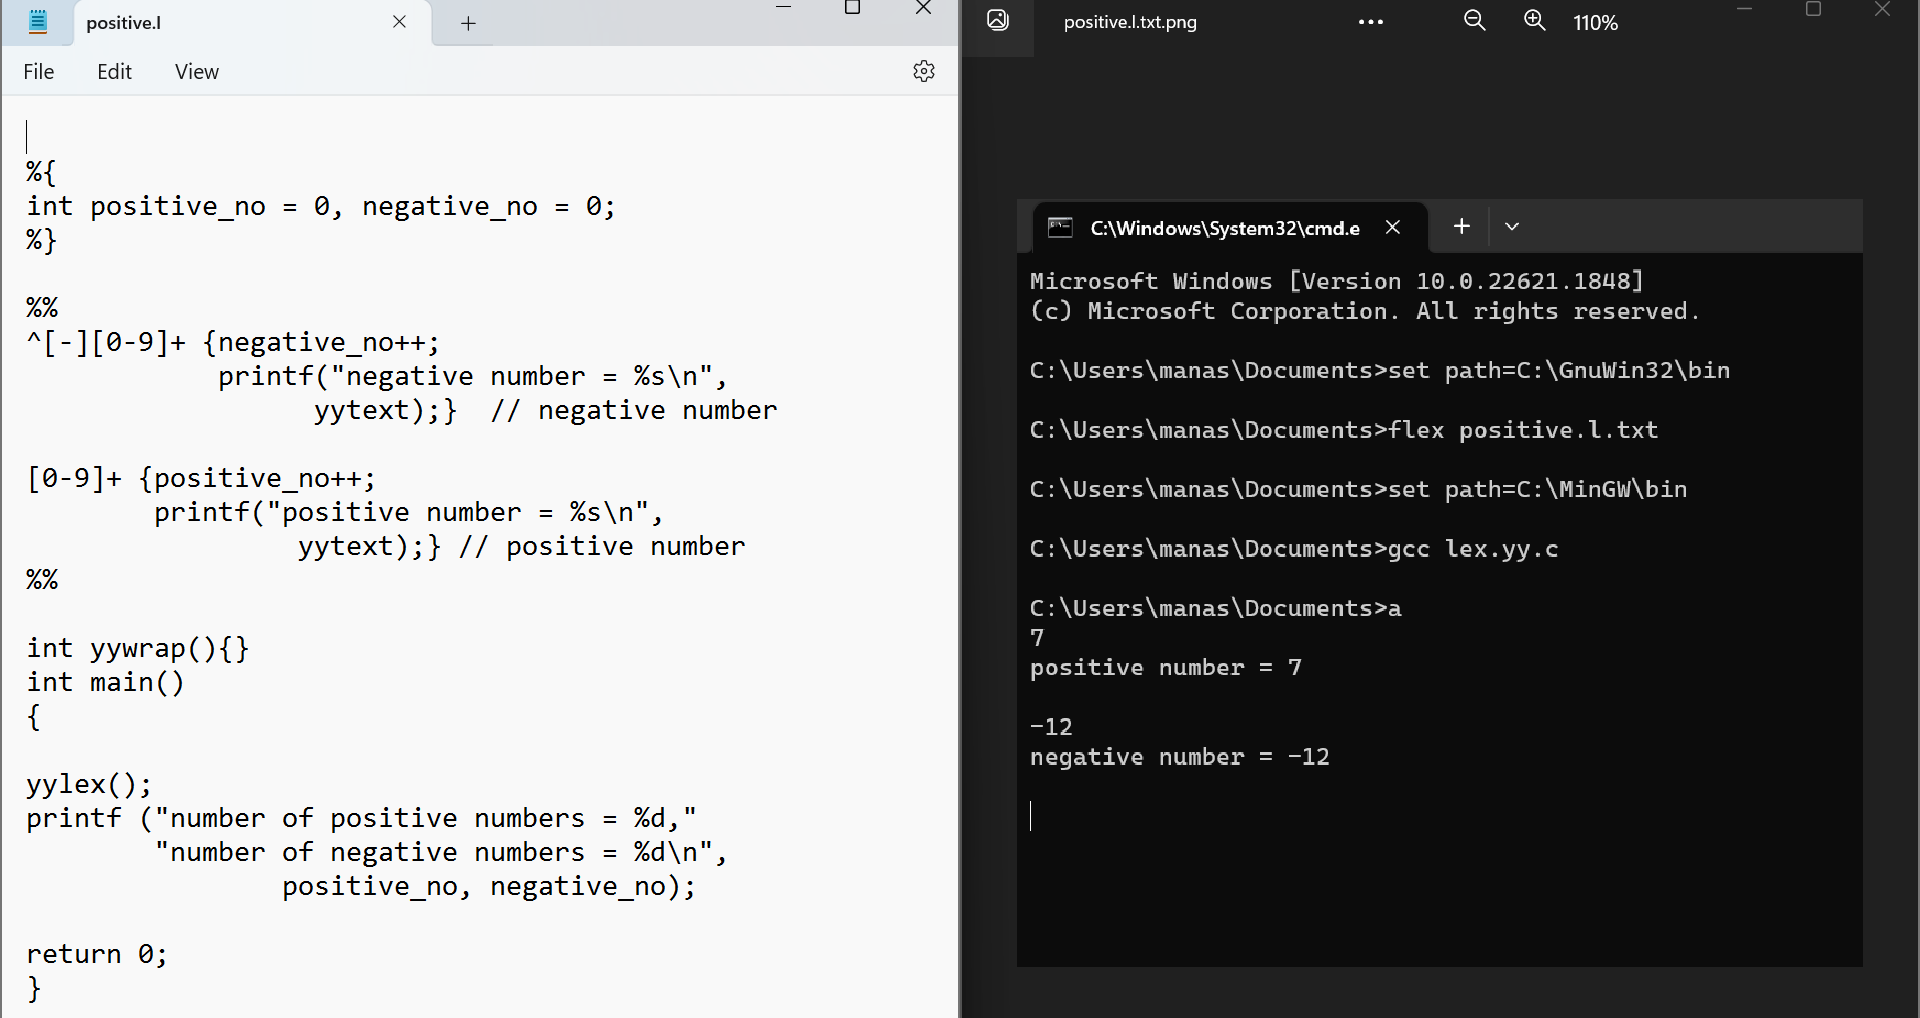 positive.l
File Edit View
%{
int positive_no = 0, negative_no = 0;
%}
%%
^[-][0-9]+ {negative_no++;
            printf("negative number = %s\n",
                  yytext);}  // negative number
[0-9]+ {positive_no++;
        printf("positive number = %s\n",
                 yytext);} // positive number
%%
int yywrap(){}
int main()
{
yylex();
printf ("number of positive numbers = %d,"
        "number of negative numbers = %d\n",
                positive_no, negative_no);
return 0;
}
positive.l.txt.png
110%
C:\Windows\System32\cmd.e
Microsoft Windows [Version 10.0.22621.1848]
(c) Microsoft Corporation. All rights reserved.
C:\Users\manas\Documents>set path=C:\GnuWin32\bin
C:\Users\manas\Documents>flex positive.l.txt
C:\Users\manas\Documents>set path=C:\MinGW\bin
C:\Users\manas\Documents>gcc lex.yy.c
C:\Users\manas\Documents>a
7
positive number = 7
-12
negative number = -12